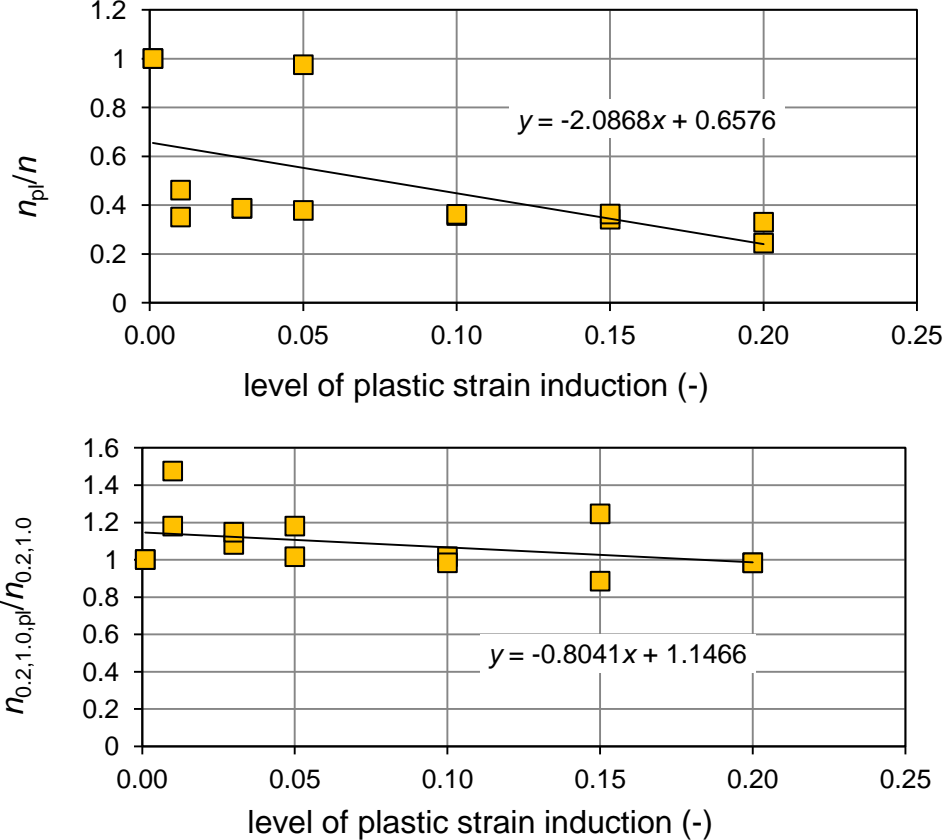 1.2
1
0.8
0.6
0.4
0.2
0
n_pl/n
y = -2.0868x + 0.6576
0.00 0.05 0.10 0.15 0.20 0.25
level of plastic strain induction (-)
1.6
1.4
1.2
1
0.8
0.6
0.4
0.2
0
n_0.2,1.0,pl/n_0.2,1.0
y = -0.8041x + 1.1466
0.00 0.05 0.10 0.15 0.20 0.25
level of plastic strain induction (-)